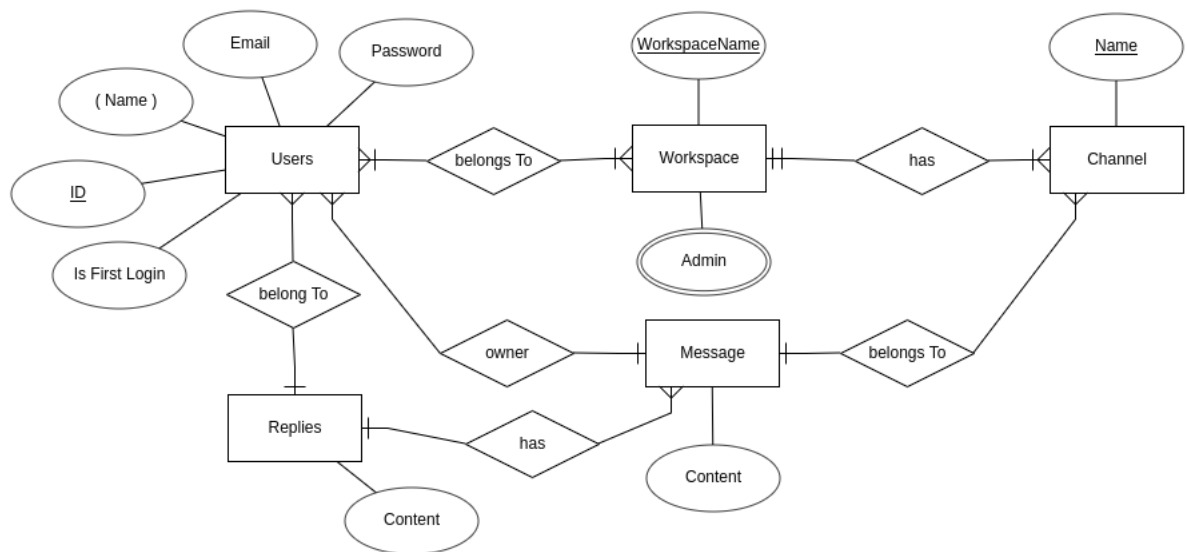 Email
Password
WorkspaceName
Name
( Name )
Users
belongs To
Workspace
has
Channel
ID
Is First Login
Admin
belong To
owner
Message
belongs To
Replies
has
Content
Content